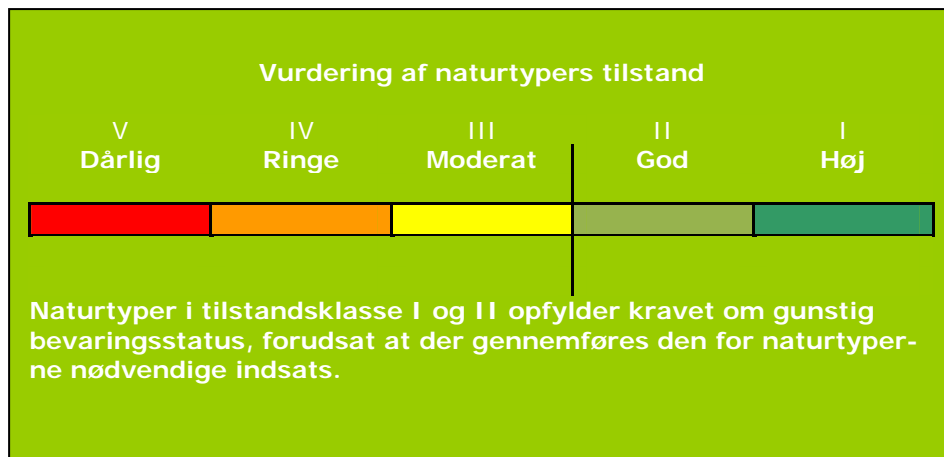 Vurdering af naturtypers tilstand
V IV III II I
Dårlig Ringe Moderat God Høj
Naturtyper i tilstandsklasse I og II opfylder kravet om gunstig
bevaringsstatus, forudsat at der gennemføres den for naturtyper-
ne nødvendige indsats.